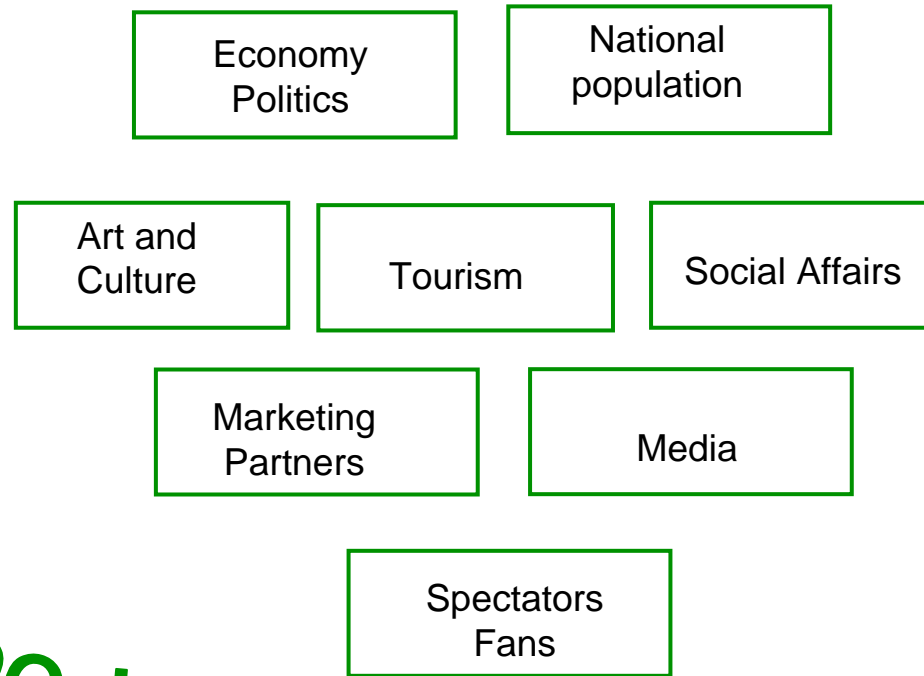 Economy
Politics
National
population
Art and
Culture
Tourism
Social Affairs
Marketing
Partners
Media
Spectators
Fans